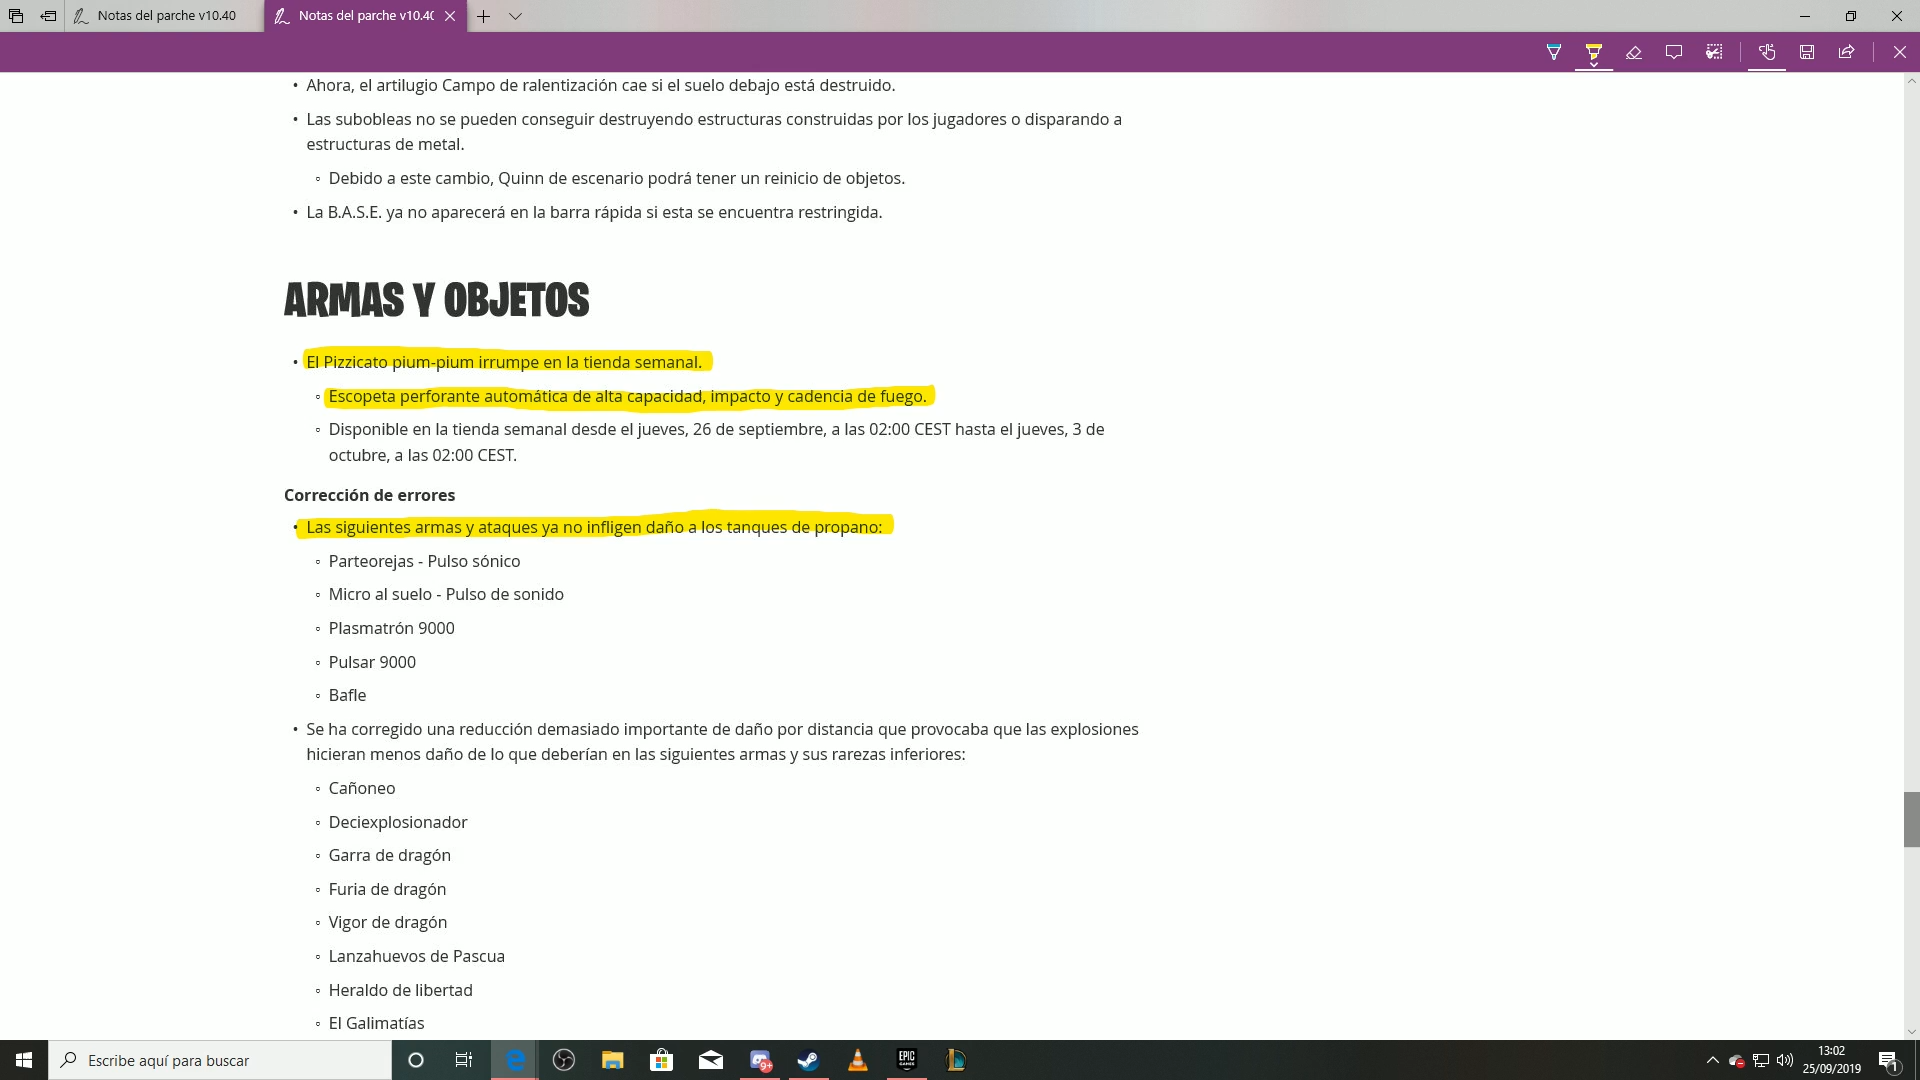 Notas del parche v10.40
Notas del parche v10.4
• Ahora, el artilugio Campo de ralentización cae si el suelo debajo está destruido.
• Las subobleas no se pueden conseguir destruyendo estructuras construidas por los jugadores o disparando a
estructuras de metal.
◦ Debido a este cambio, Quinn de escenario podrá tener un reinicio de objetos.
• La B.A.S.E. ya no aparecerá en la barra rápida si esta se encuentra restringida.
ARMAS Y OBJETOS
• El Pizzicato pium-pium irrumpe en la tienda semanal.
◦ Escopeta perforante automática de alta capacidad, impacto y cadencia de fuego.
◦ Disponible en la tienda semanal desde el jueves, 26 de septiembre, a las 02:00 CEST hasta el jueves, 3 de
octubre, a las 02:00 CEST.
Corrección de errores
• Las siguientes armas y ataques ya no infligen daño a los tanques de propano:
◦ Parteorejas - Pulso sónico
◦ Micro al suelo - Pulso de sonido
◦ Plasmatrón 9000
◦ Pulsar 9000
◦ Bafle
• Se ha corregido una reducción demasiado importante de daño por distancia que provocaba que las explosiones
hicieran menos daño de lo que deberían en las siguientes armas y sus rarezas inferiores:
◦ Cañoneo
◦ Deciexplosionador
◦ Garra de dragón
◦ Furia de dragón
◦ Vigor de dragón
◦ Lanzahuevos de Pascua
◦ Heraldo de libertad
◦ El Galimatías
Escribe aquí para buscar
9+
EPIC
GAMES
13:02
25/09/2019
1